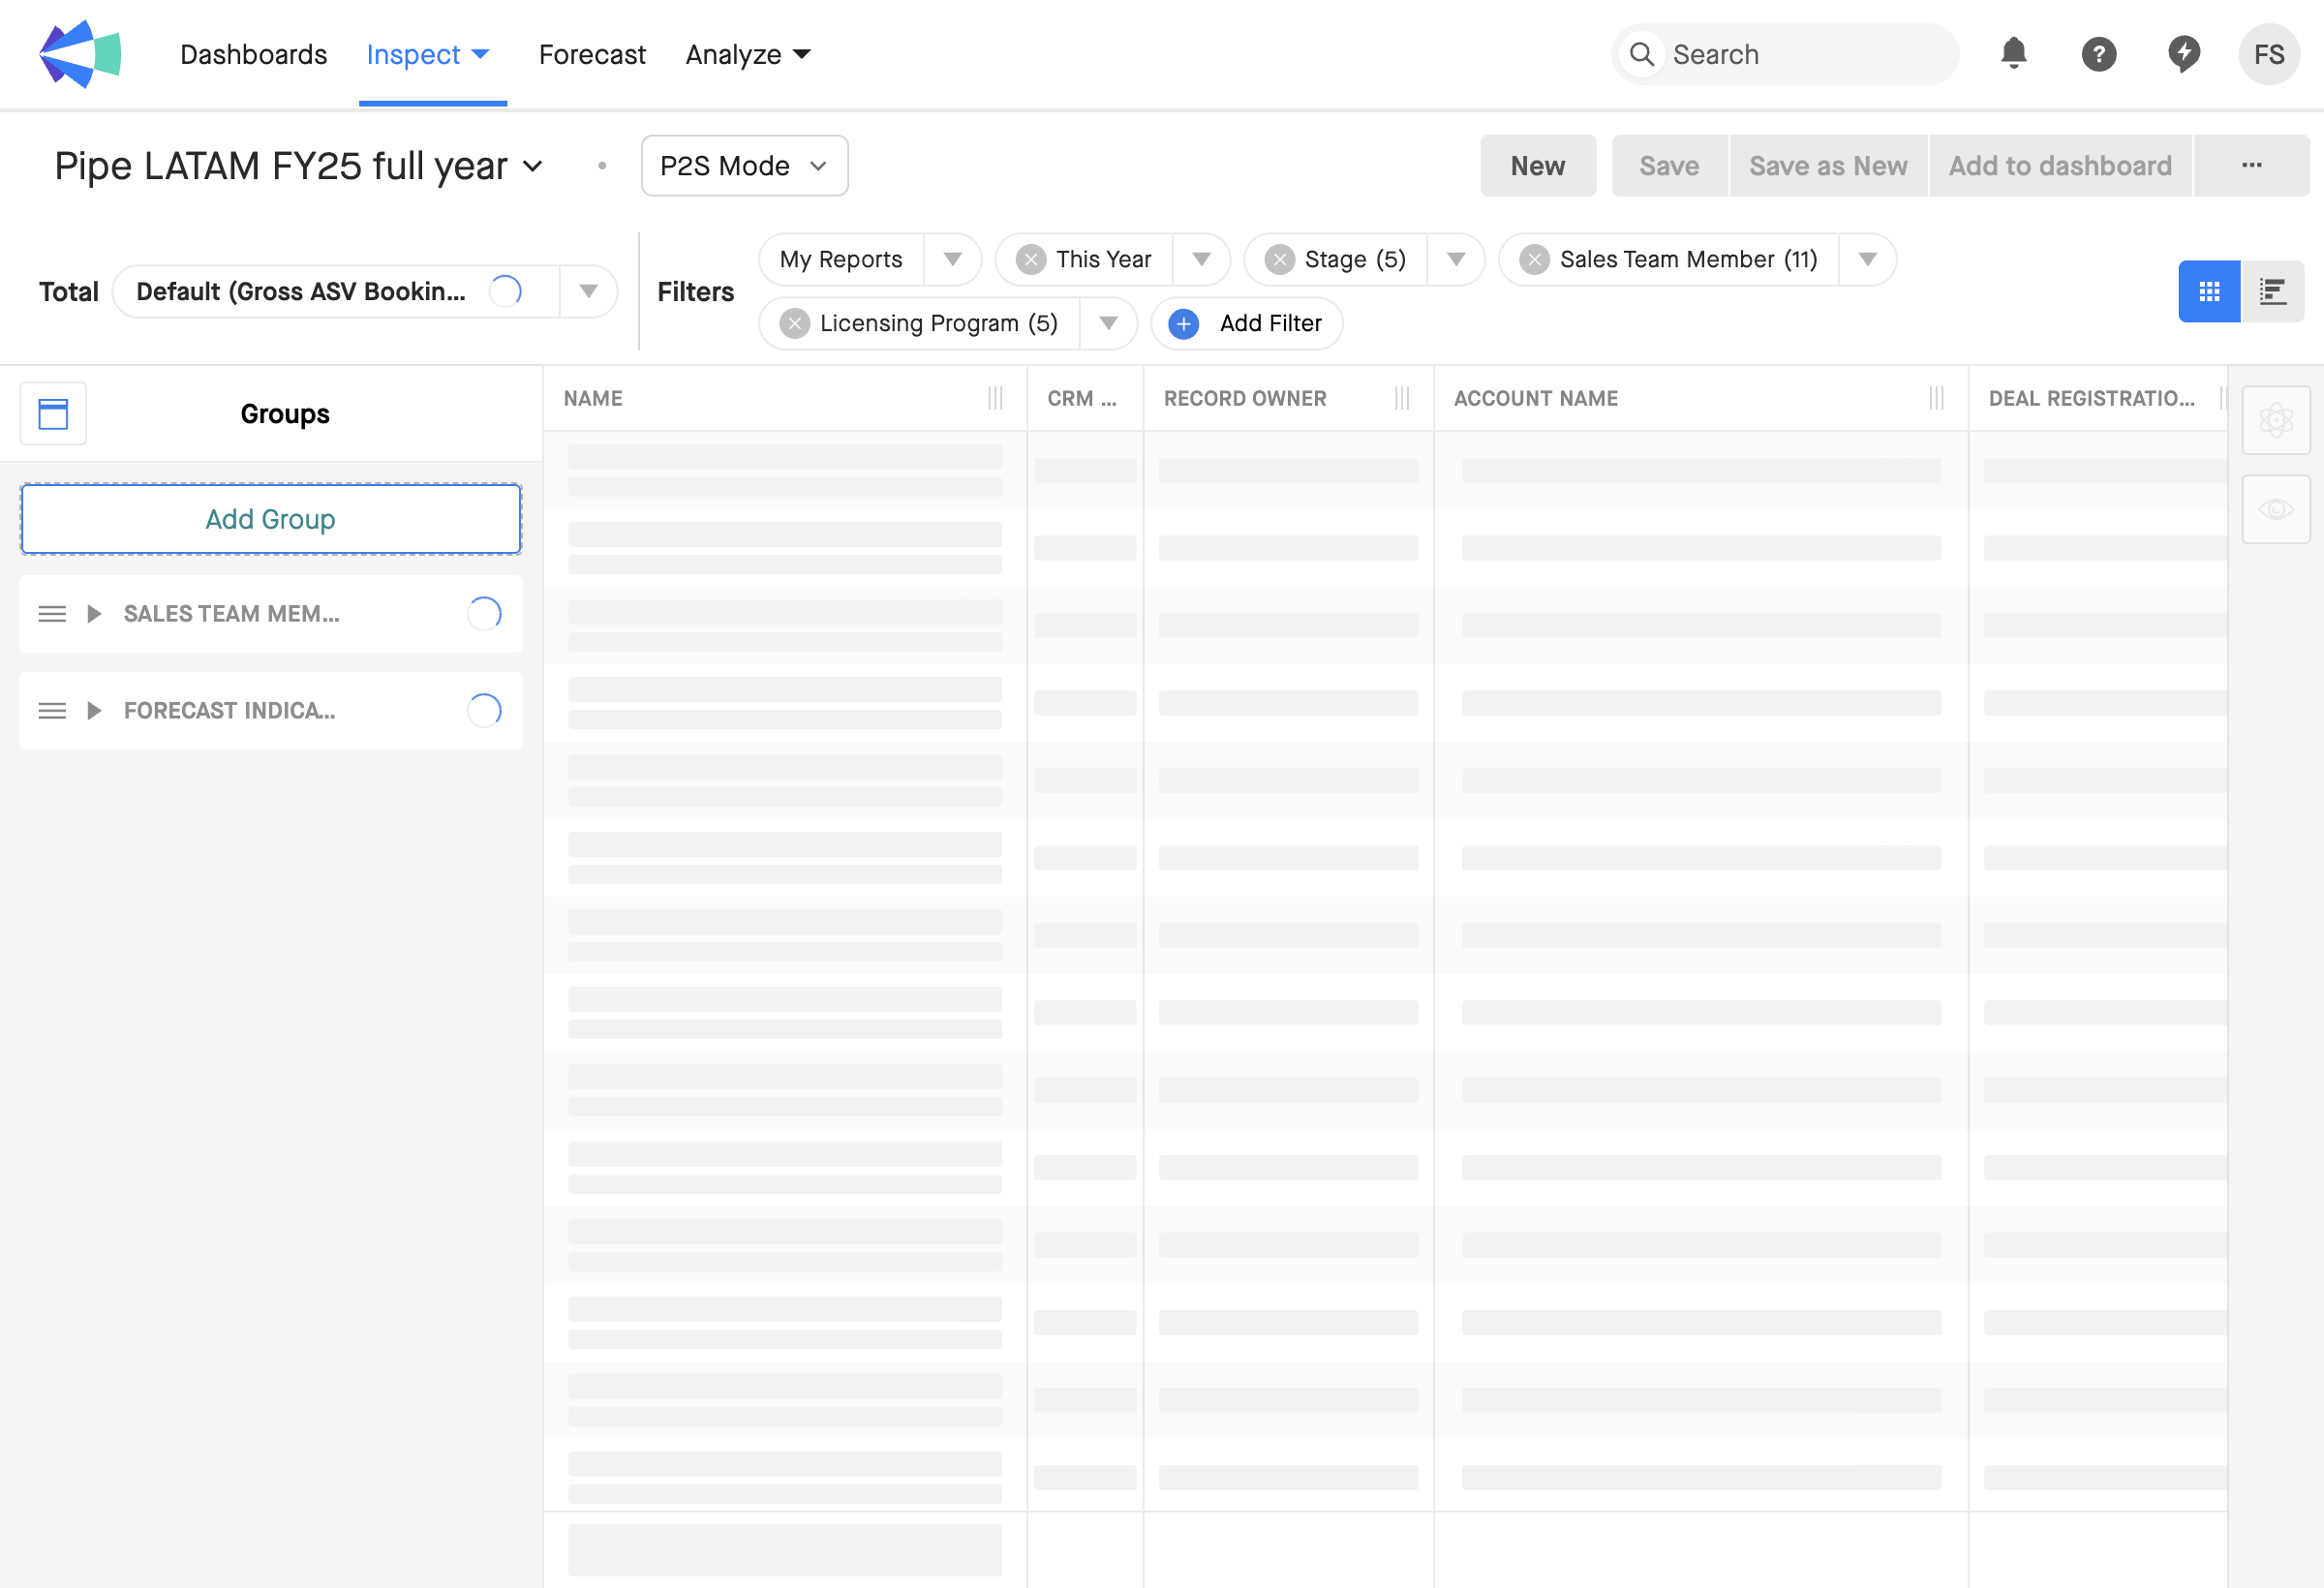 Dashboards Inspect Forecast Analyze Search ? FS
Pipe LATAM FY25 full year P2S Mode New Save Save as New Add to dashboard ...
Total Default (Gross ASV Bookin... Filters My Reports This Year Stage (5) Sales Team Member (11)
Licensing Program (5) Add Filter
Groups
NAME CRM ... RECORD OWNER ACCOUNT NAME DEAL REGISTRATIO...
Add Group
SALES TEAM MEM...
FORECAST INDICA...